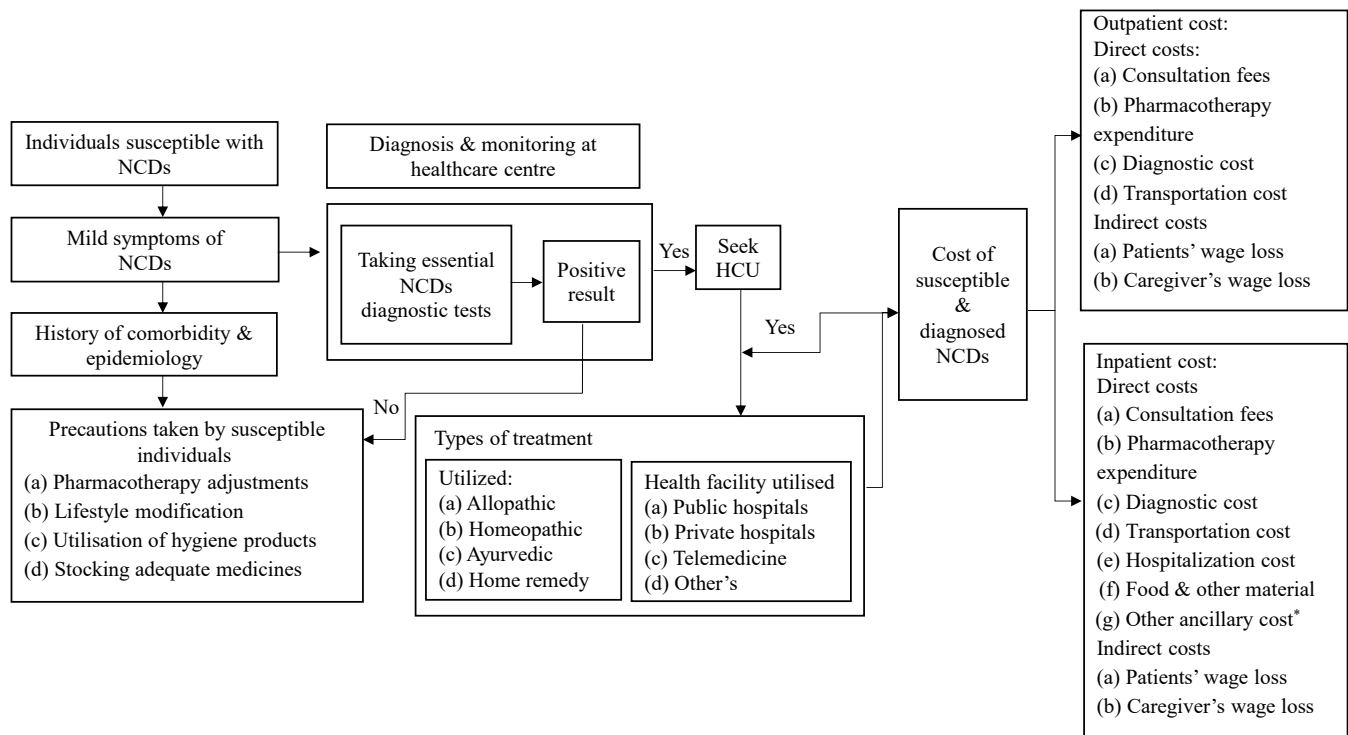 Individuals susceptible with
NCDs
Mild symptoms of
NCDs
History of comorbidity &
epidemiology
Precautions taken by susceptible
individuals
(a) Pharmacotherapy adjustments
(b) Lifestyle modification
(c) Utilisation of hygiene products
(d) Stocking adequate medicines
Diagnosis & monitoring at
healthcare centre
Taking essential
NCDs
diagnostic tests
Positive
result
Yes
No
Seek
HCU
Yes
Types of treatment
Utilized:
(a) Allopathic
(b) Homeopathic
(c) Ayurvedic
(d) Home remedy
Health facility utilised
(a) Public hospitals
(b) Private hospitals
(c) Telemedicine
(d) Other's
Cost of
susceptible
&
diagnosed
NCDs
Outpatient cost:
Direct costs:
(a) Consultation fees
(b) Pharmacotherapy
expenditure
(c) Diagnostic cost
(d) Transportation cost
Indirect costs
(a) Patients' wage loss
(b) Caregiver's wage loss
Inpatient cost:
Direct costs
(a) Consultation fees
(b) Pharmacotherapy
expenditure
(c) Diagnostic cost
(d) Transportation cost
(e) Hospitalization cost
(f) Food & other material
(g) Other ancillary cost*
Indirect costs
(a) Patients' wage loss
(b) Caregiver's wage loss